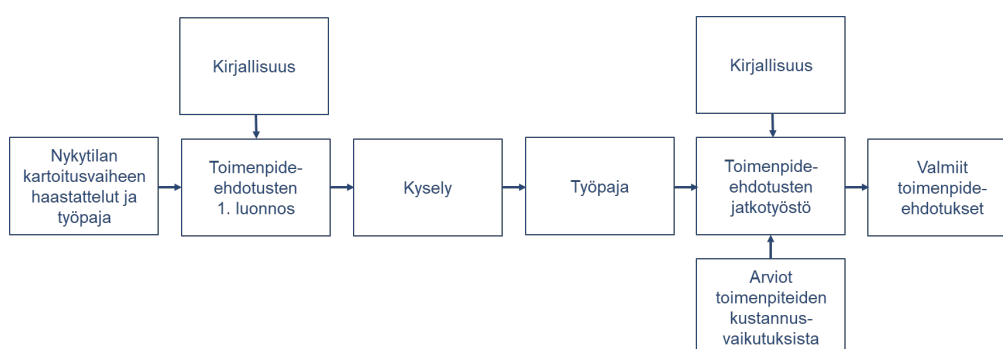 Kirjallisuus
Kirjallisuus
Nykytilan
kartoitusvaiheen
haastattelut ja
työpaja
Toimenpide-
ehdotusten
1. luonnos
Kysely
Työpaja
Toimenpide-
ehdotusten
jatkotyöstö
Valmiit
toimenpide-
ehdotukset
Arviot
toimenpiteiden
kustannus-
vaikutuksista